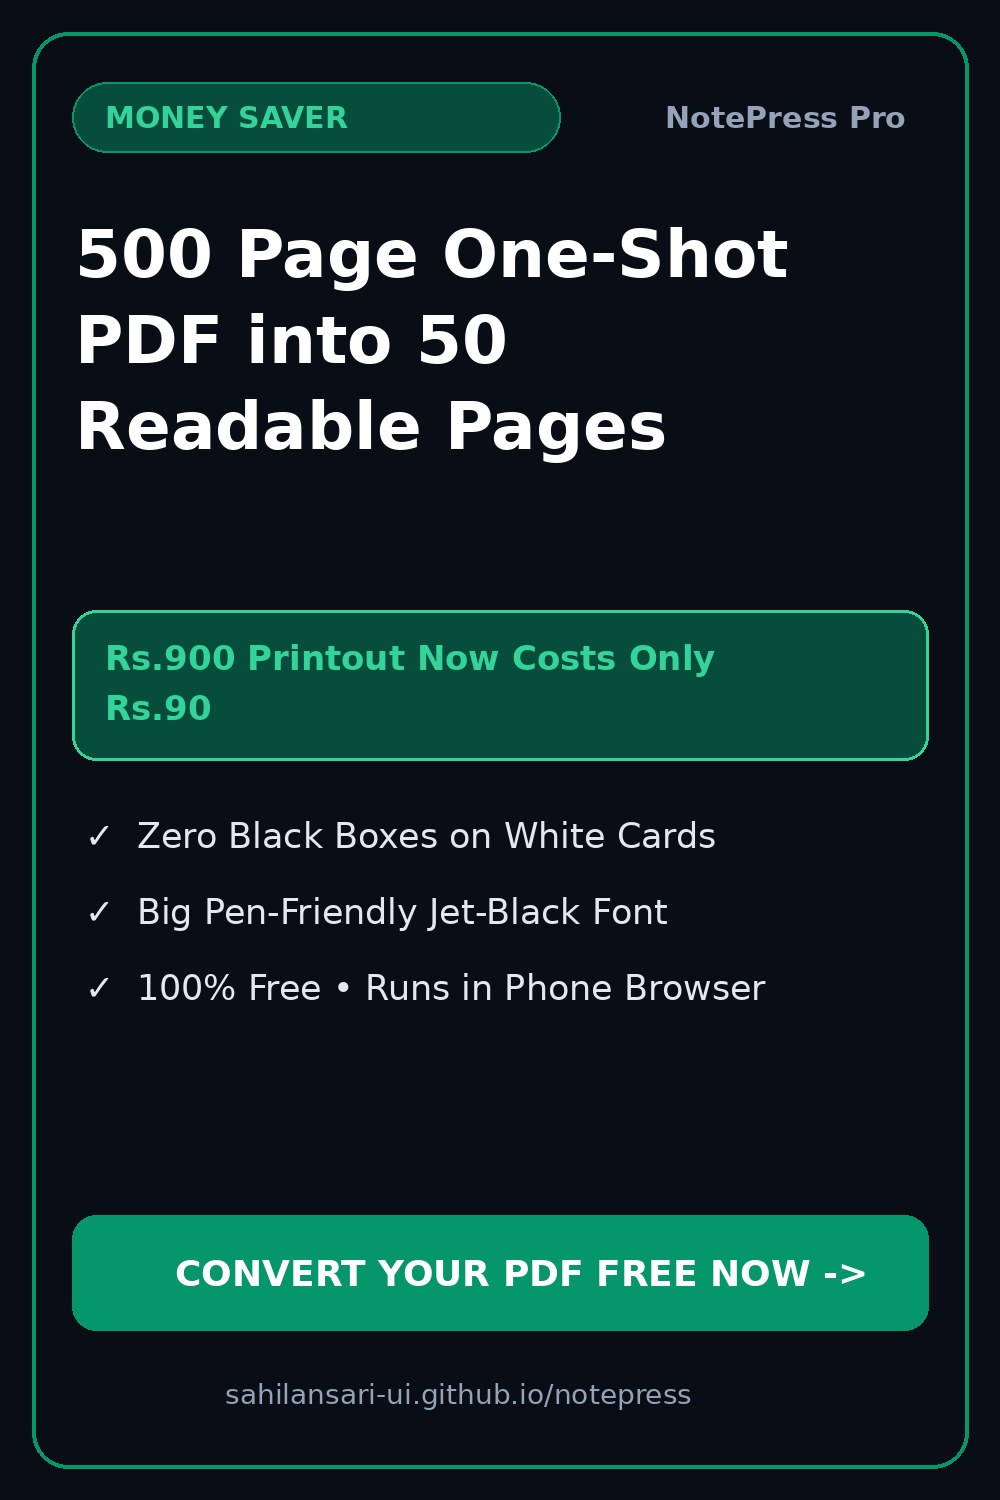 MONEY SAVER
NotePress Pro
500 Page One-Shot
PDF into 50
Readable Pages
Rs.900 Printout Now Costs Only
Rs.90
✓ Zero Black Boxes on White Cards
✓ Big Pen-Friendly Jet-Black Font
✓ 100% Free • Runs in Phone Browser
CONVERT YOUR PDF FREE NOW ->
sahilansari-ui.github.io/notepress